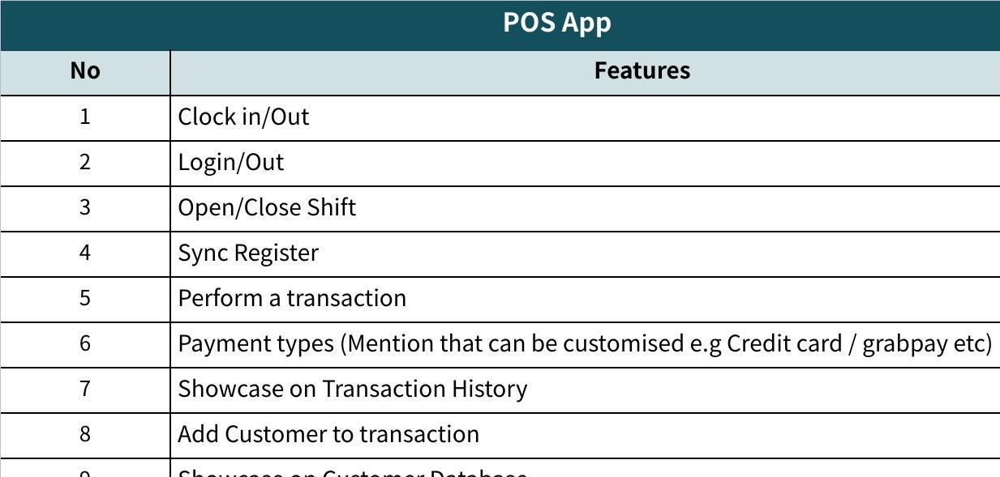 POS App
No Features
1 Clock in/Out
2 Login/Out
3 Open/Close Shift
4 Sync Register
5 Perform a transaction
6 Payment types (Mention that can be customised e.g Credit card / grabpay etc)
7 Showcase on Transaction History
8 Add Customer to transaction
9 Showcase on Customer Database